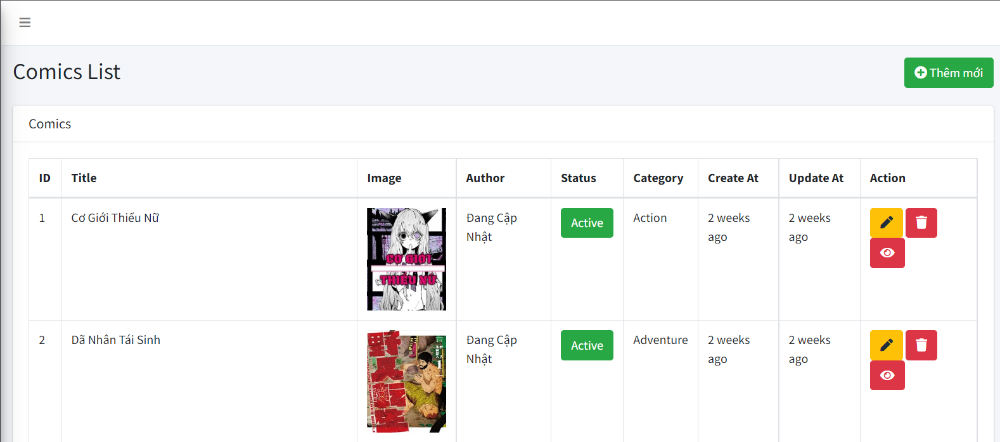 Comics List
Thêm mới
Comics
ID Title Image Author Status Category Create At Update At Action
1 Cơ Giới Thiếu Nữ Đang Cập Nhật Active Action 2 weeks ago 2 weeks ago
CƠ GIỚI
THIẾU NỮ
2 Dã Nhân Tái Sinh Đang Cập Nhật Active Adventure 2 weeks ago 2 weeks ago